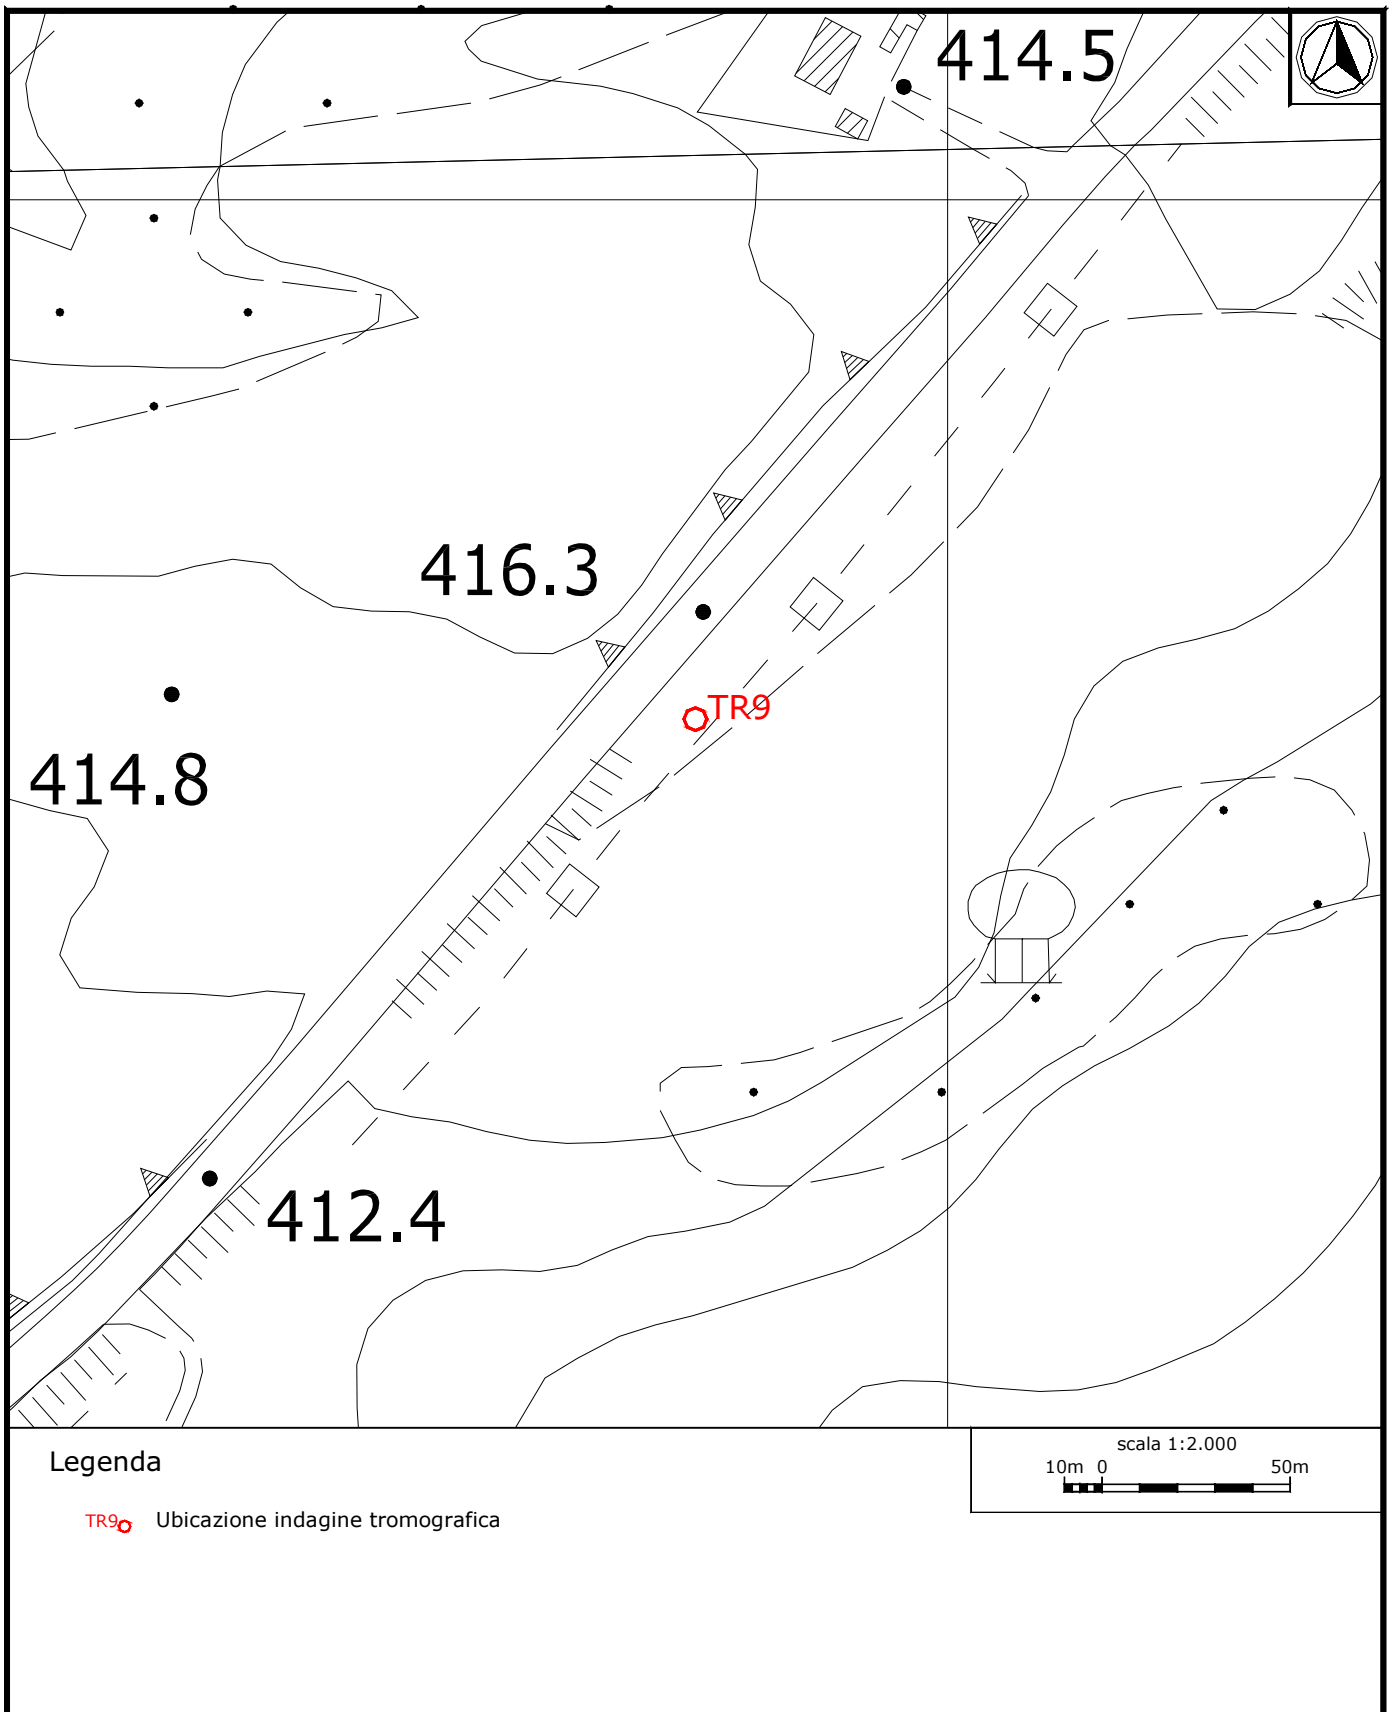 414.5
416.3
TR9
414.8
412.4
Legenda
TR9 Ubicazione indagine tromografica
scala 1:2.000
10m 0 50m